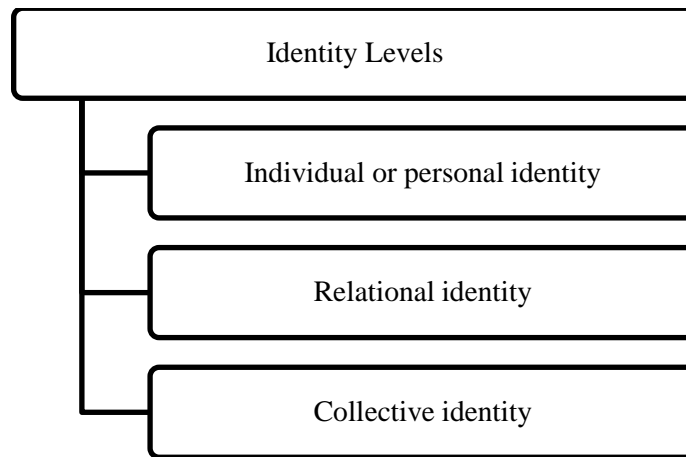 Identity Levels
Individual or personal identity
Relational identity
Collective identity